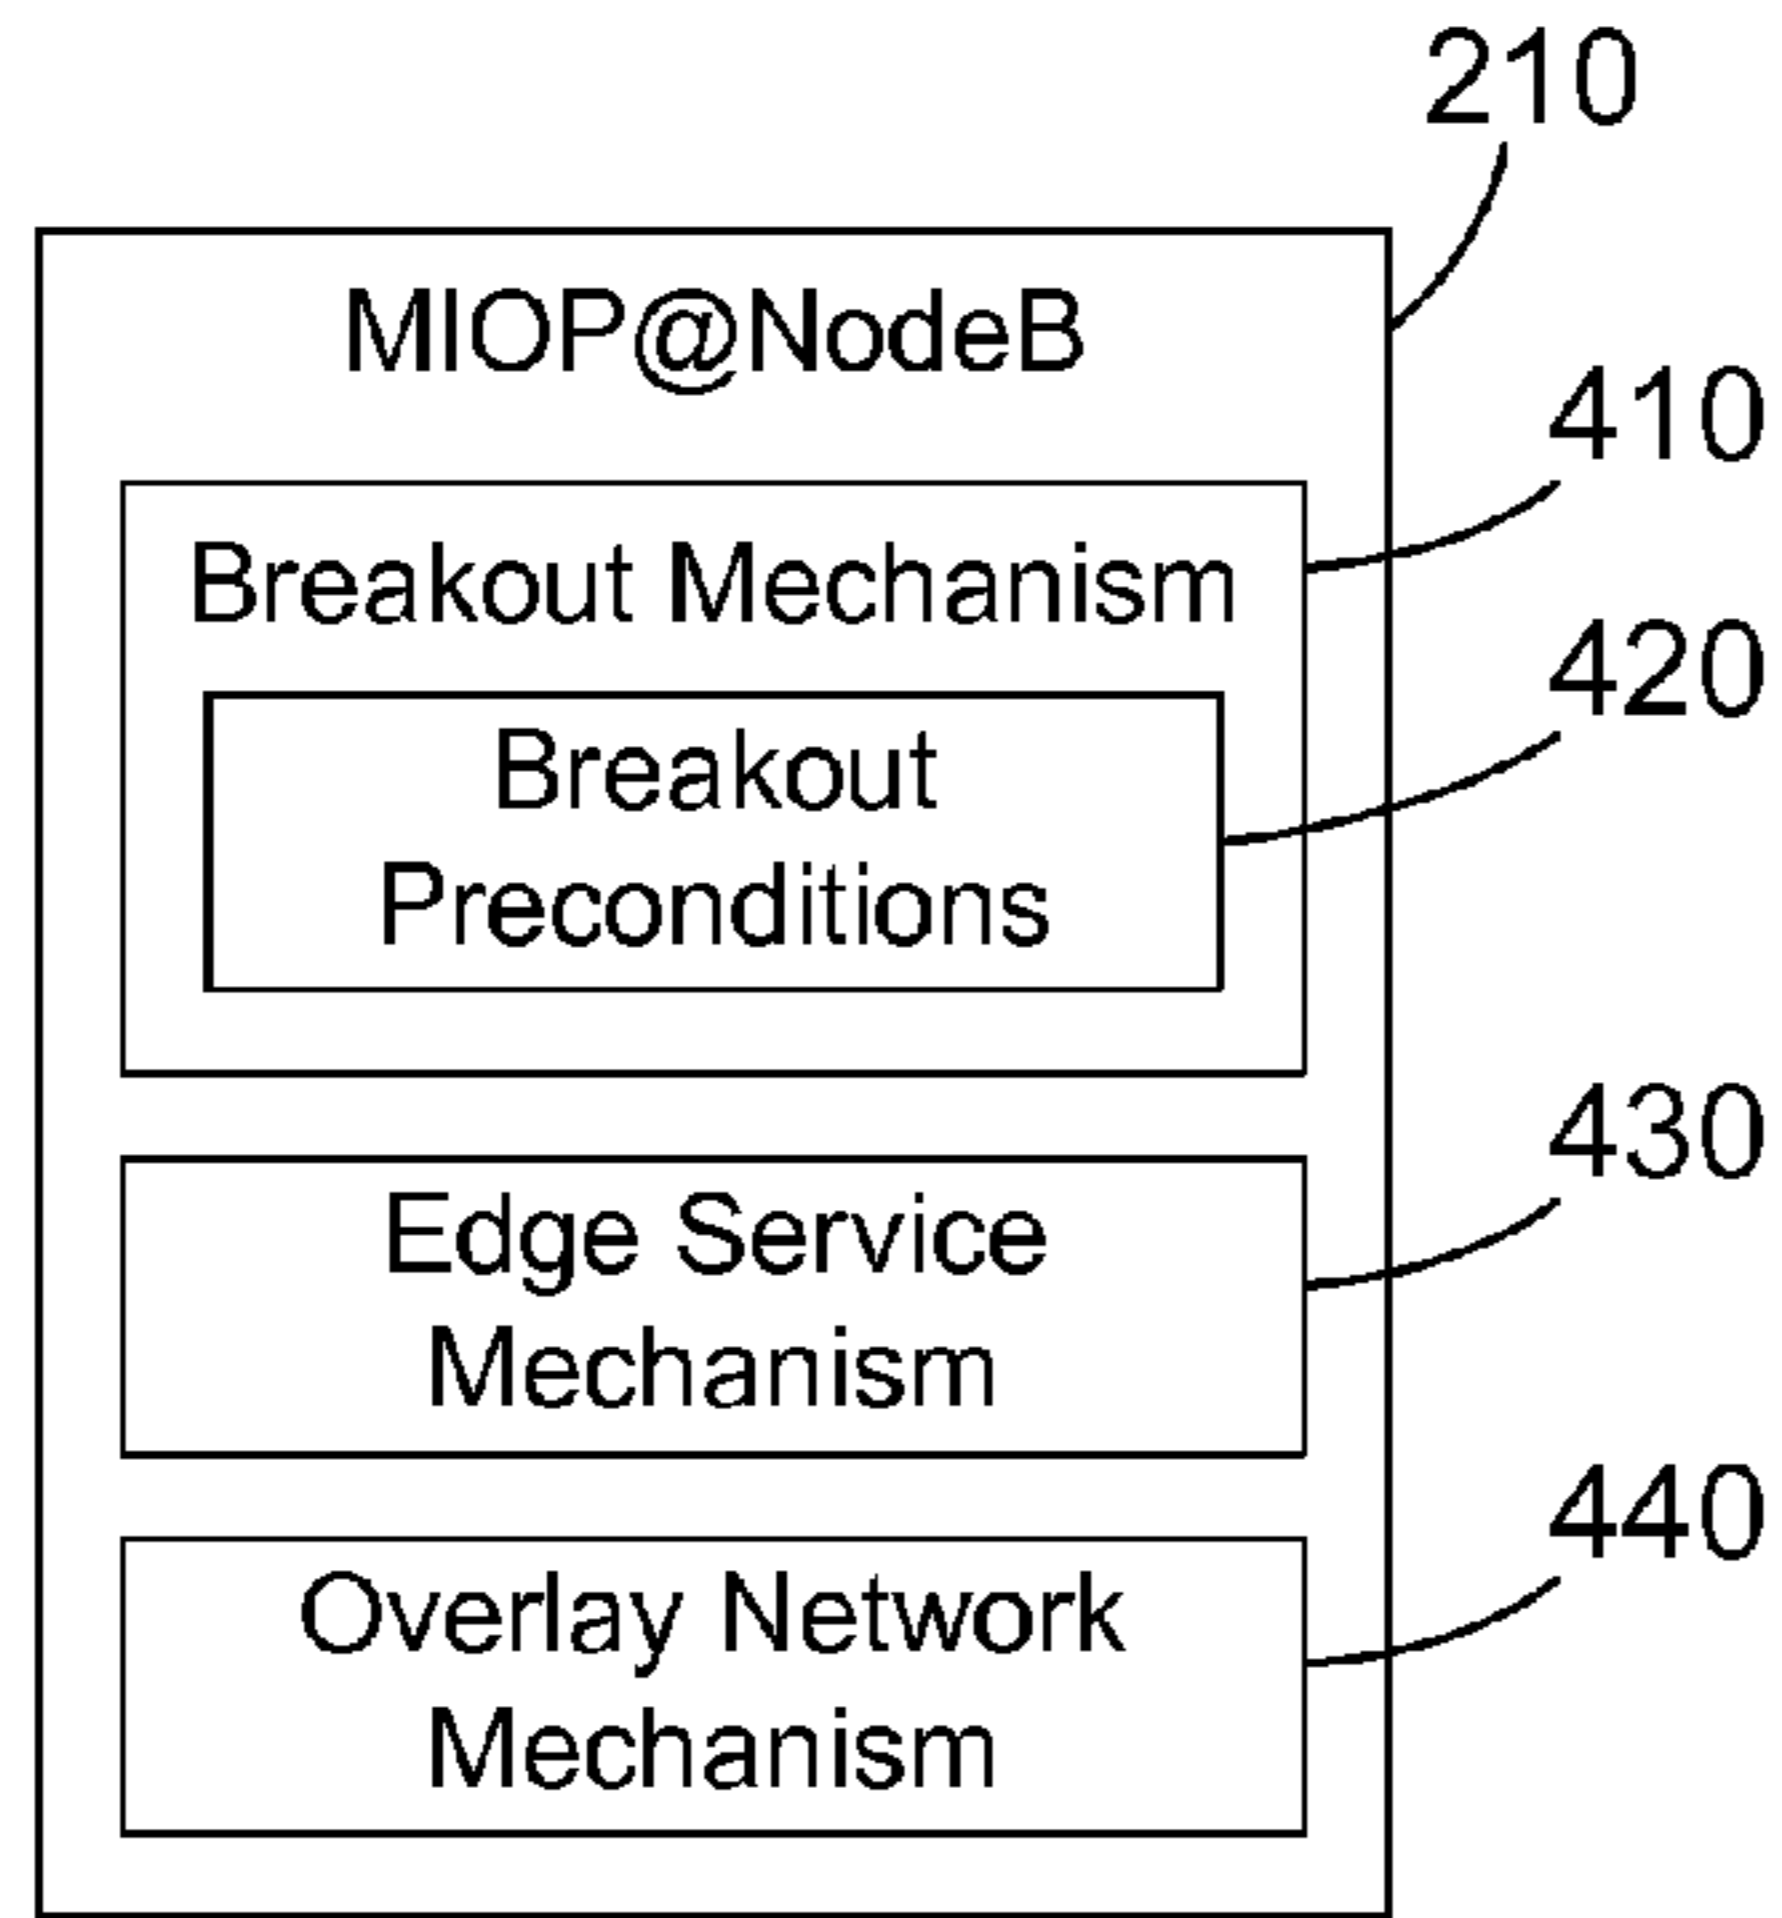 210
MIOP@NodeB
410
Breakout Mechanism
420
Breakout
Preconditions
430
Edge Service
Mechanism
440
Overlay Network
Mechanism